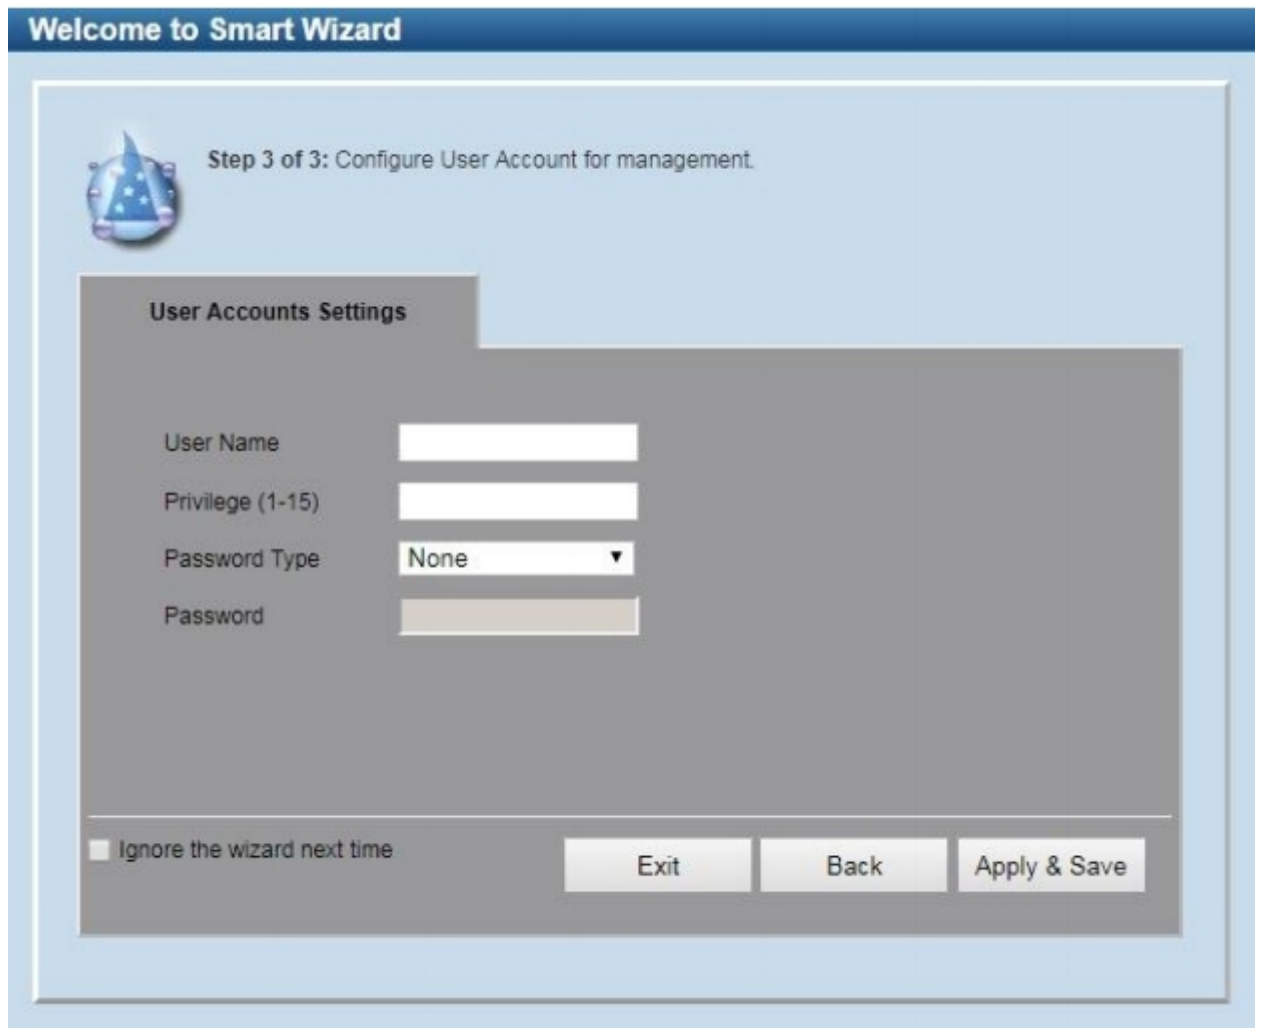 Welcome to Smart Wizard
Step 3 of 3: Configure User Account for management.
User Accounts Settings
User Name
Privilege (1-15)
Password Type
None
Password
Ignore the wizard next time
Exit
Back
Apply & Save